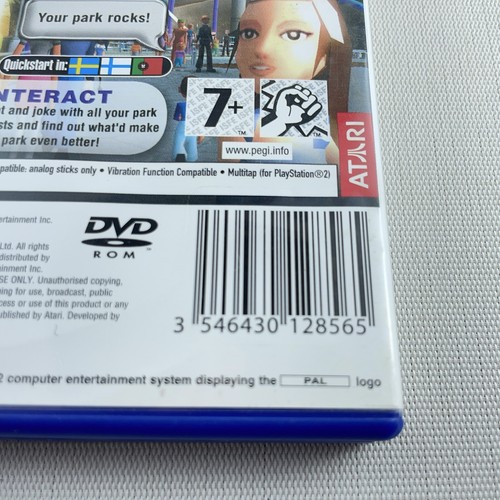 Your park rocks!
Quickstart in:
NTERACT
t and joke with all your park
sts and find out what'd make
park even better!
7+
TM
TM
www.pegi.info
patible: analog sticks only • Vibration Function Compatible • Multitap (for PlayStation®2)
ATARI
ertainment Inc.
DVD
ROM
Ltd. All rights
distributed by
inment Inc.
SE ONLY. Unauthorised copying,
ing for use, broadcast, public
cess or use of this product or any
ublished by Atari. Developed by
3 546430 128565
2 computer entertainment system displaying the PAL logo